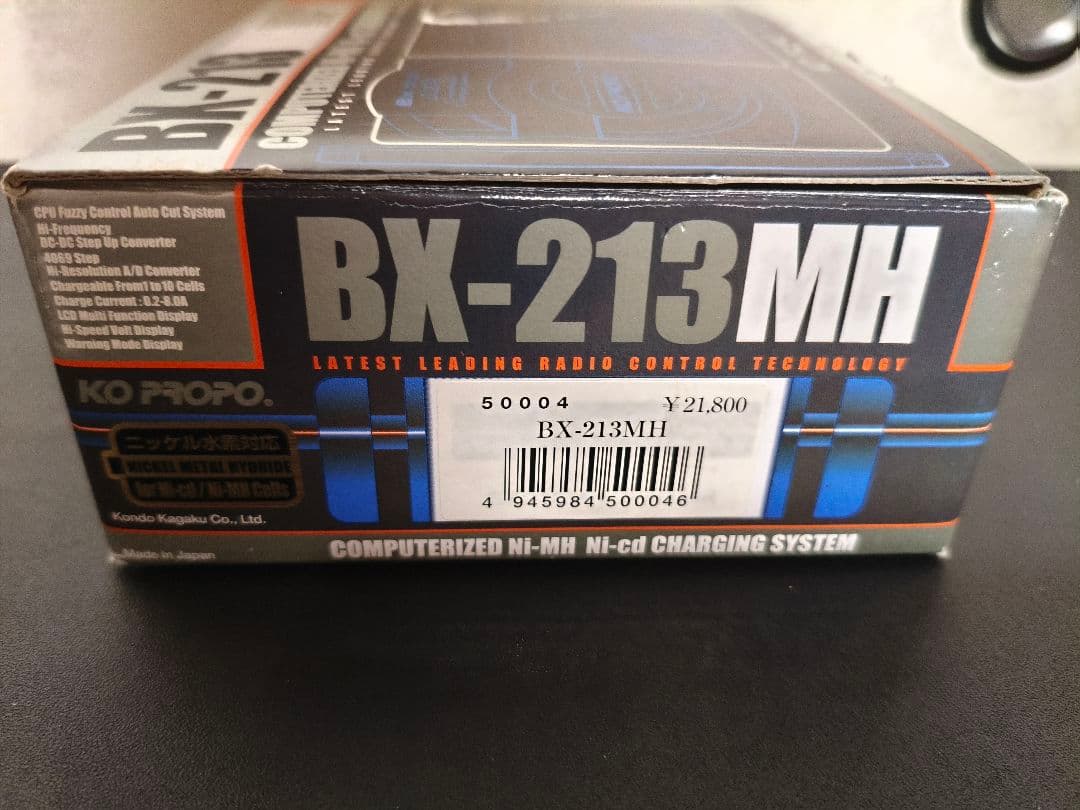 BX-213
COMPUTERIZED
LATEST LEADING
CPU Fuzzy Control Auto Cut System
Hi-Frequency
DC-DC Step Up Converter
4069 Step
Hi-Resolution A/D Converter
Chargeable From1 to 10 Cells
Charge Current : 0.2-8.0A
LCD Multi Function Display
Hi-Speed Volt Display
Warning Mode Display
BX-213MH
LATEST LEADING RADIO CONTROL TECHNOLOGY
KO PROPO.
ニッケル水素対応
NICKEL METAL HYBRIDE
for Ni-cd / Ni-MH Cells
Kondo Kagaku Co., Ltd.
Made in Japan
50004 ¥21,800
BX-213MH
4 945984 500046
COMPUTERIZED Ni-MH Ni-cd CHARGING SYSTEM